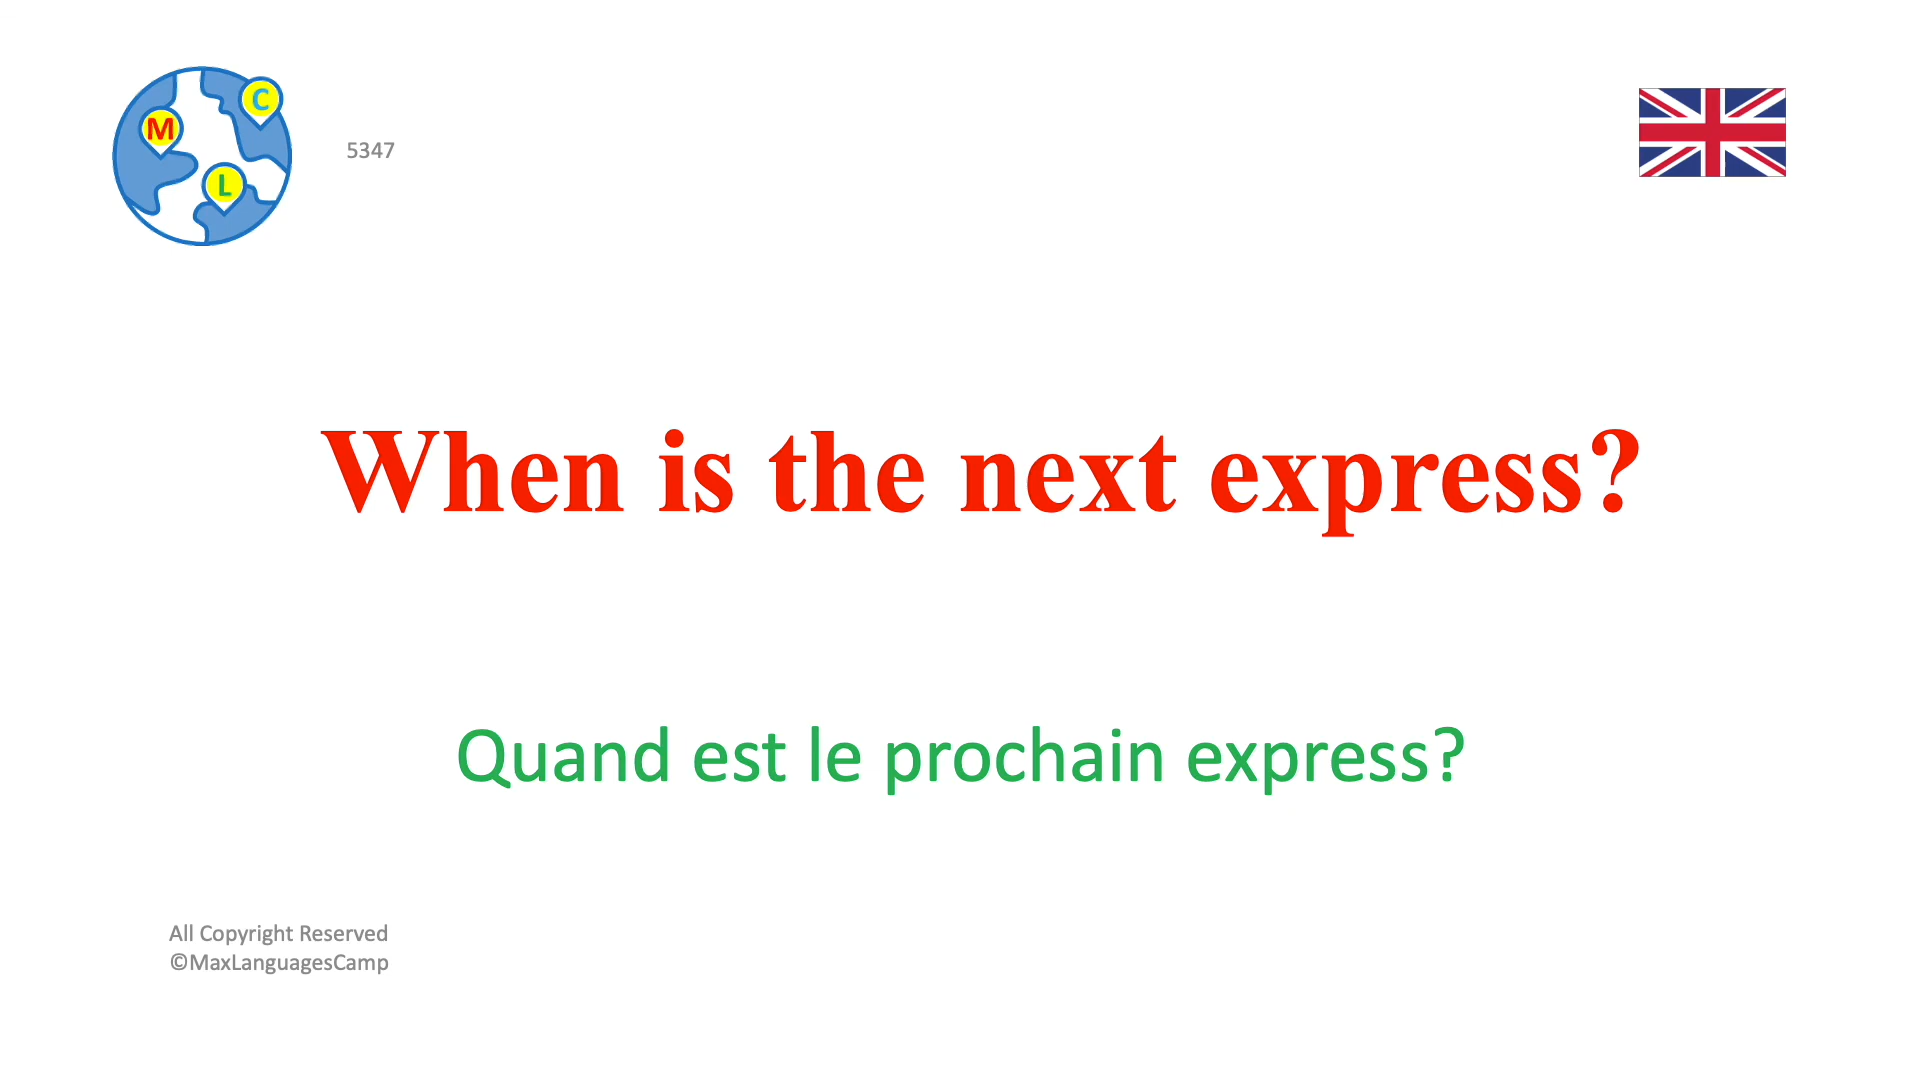 M
C
L
5347
When is the next express?
Quand est le prochain express?
All Copyright Reserved
©MaxLanguagesCamp